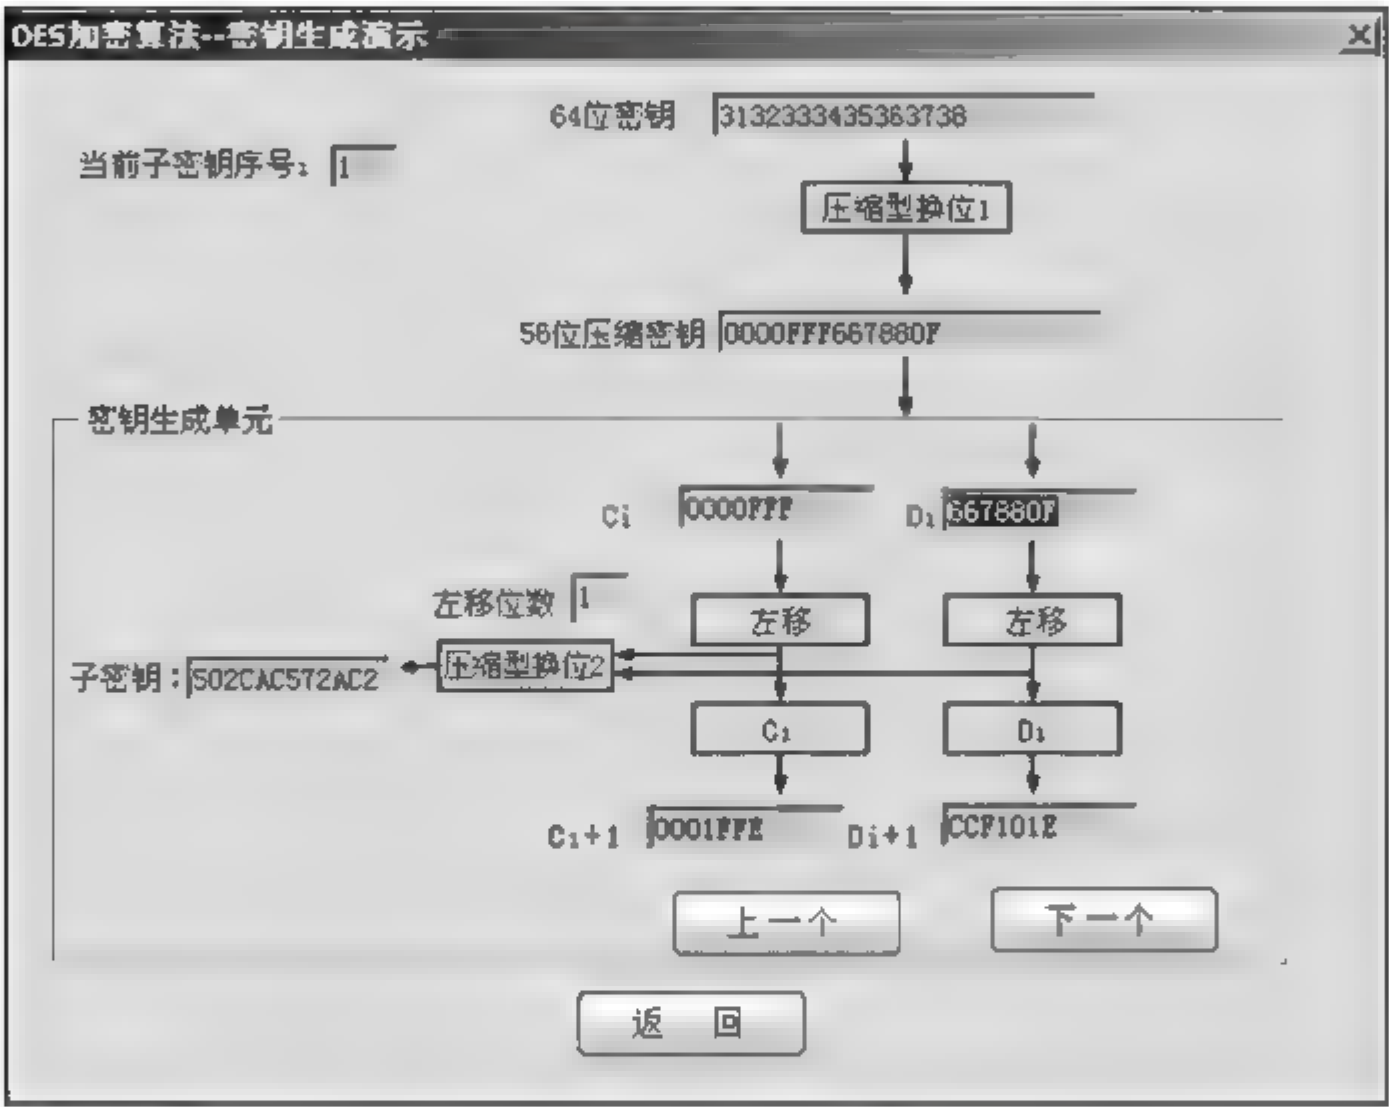 DES加密算法--密钥生成演示
64位密钥 3132333435363738
当前子密钥序号: 1
压缩型换位1
56位压缩密钥 0000FFF667880F
密钥生成单元
Ci 0000FFF Di 667880F
左移位数 1 左移 左移
子密钥: 502CAC572AC2 压缩型换位2
Ci Di
Ci+1 0001FFE Di+1 CCF101E
上一个 下一个
返 回